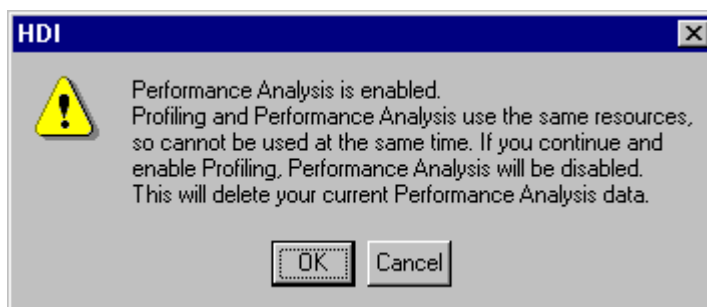 HDI
Performance Analysis is enabled.
Profiling and Performance Analysis use the same resources,
so cannot be used at the same time. If you continue and
enable Profiling, Performance Analysis will be disabled.
This will delete your current Performance Analysis data.
OK
Cancel